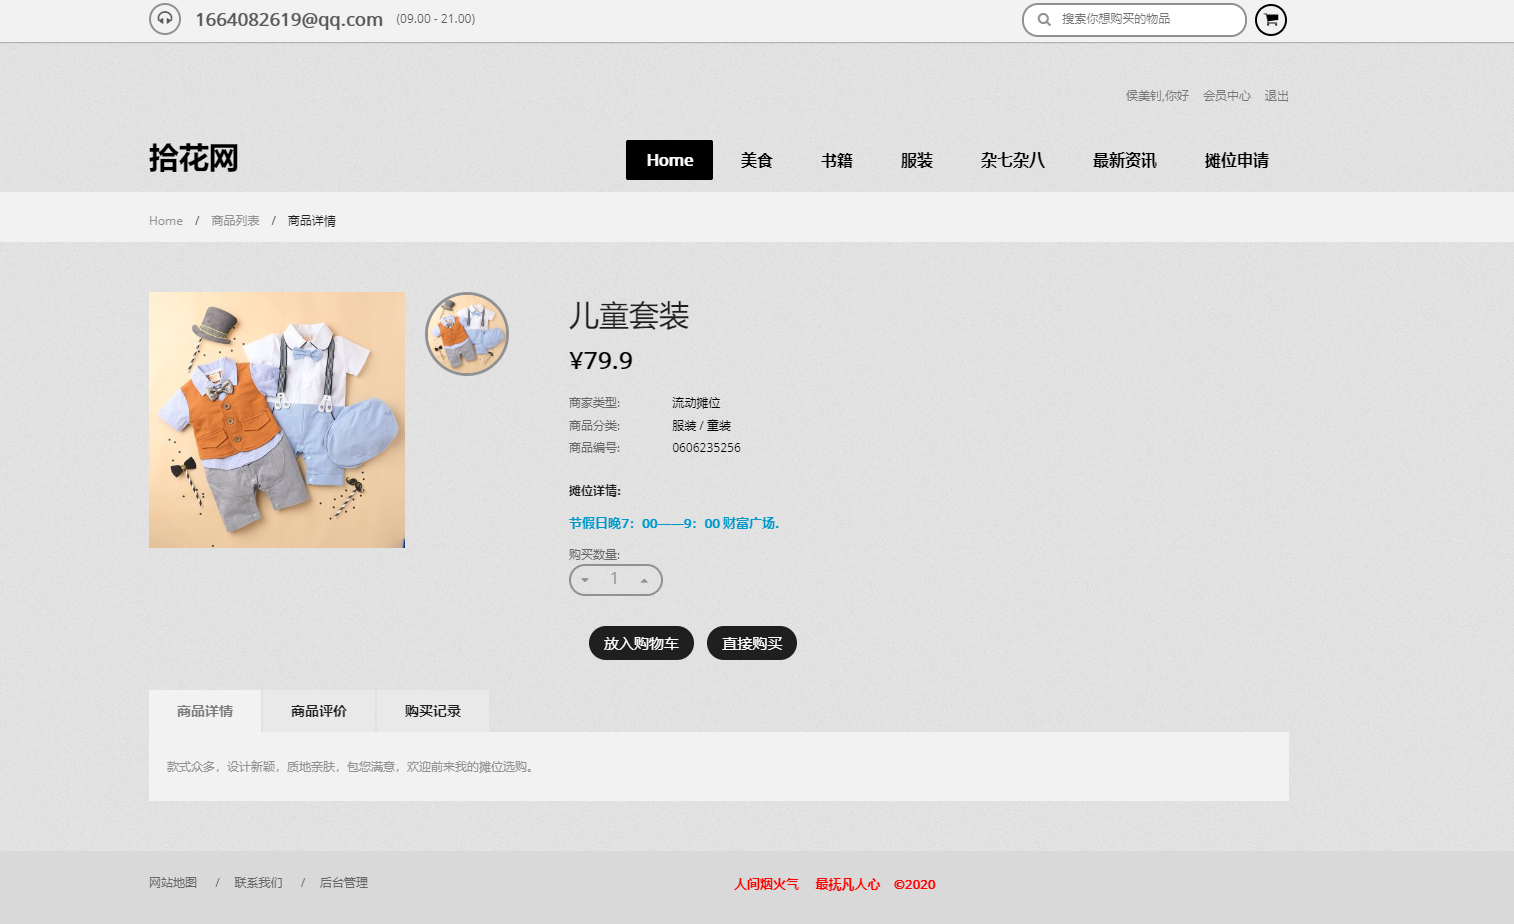 1664082619@qq.com (09.00 - 21.00) 搜索你想购买的物品
侯美钊,你好 会员中心 退出
拾花网 Home 美食 书籍 服装 杂七杂八 最新资讯 摊位申请
Home / 商品列表 / 商品详情
儿童套装
¥79.9
商家类型: 流动摊位
商品分类: 服装 / 童装
商品编号: 0606235256
摊位详情:
节假日晚7：00——9：00 财富广场.
购买数量:
1
放入购物车 直接购买
商品详情 商品评价 购买记录
款式众多，设计新颖，质地亲肤，包您满意，欢迎前来我的摊位选购。
网站地图 / 联系我们 / 后台管理 人间烟火气 最抚凡人心 ©2020